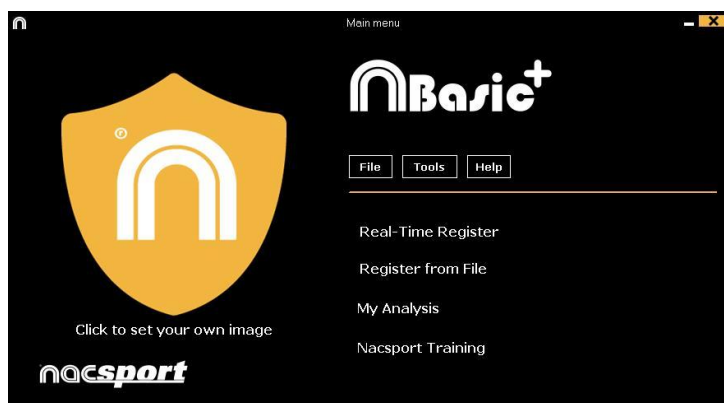 Main menu
®
Basic+
File Tools Help
Real-Time Register
Register from File
My Analysis
Nacsport Training
Click to set your own image
nacsport